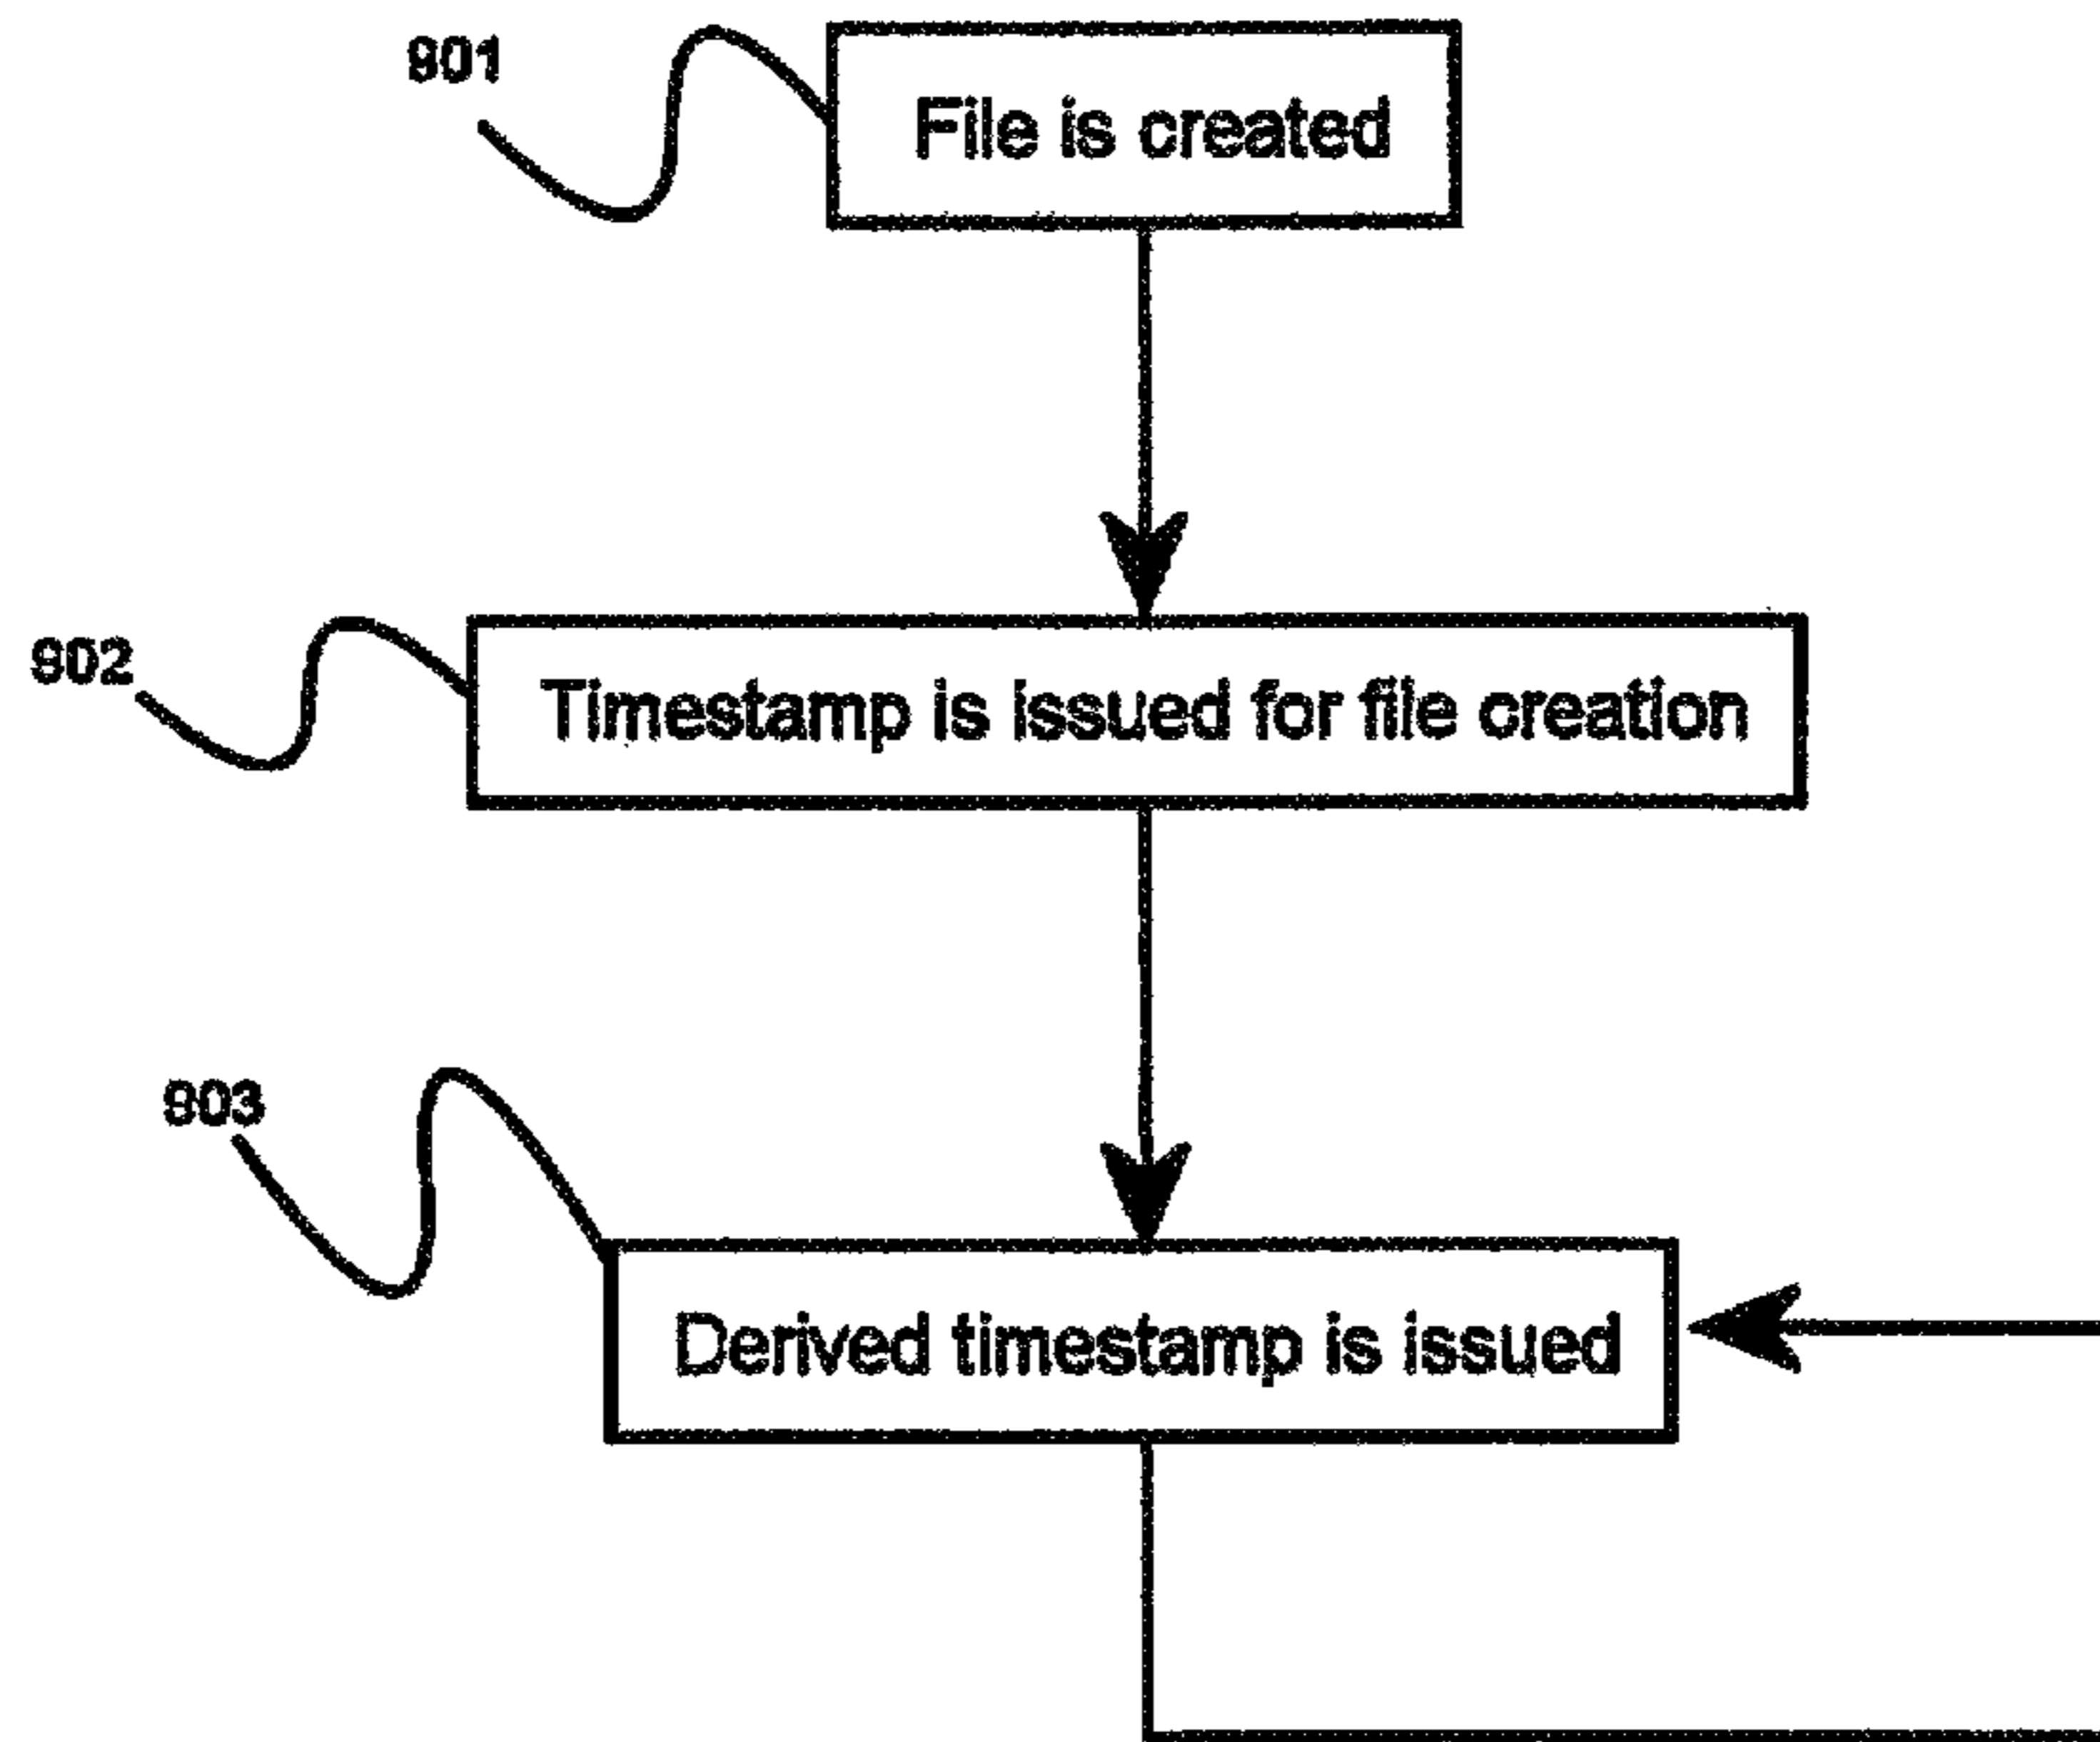 901
File is created
902
Timestamp is issued for file creation
903
Derived timestamp is issued